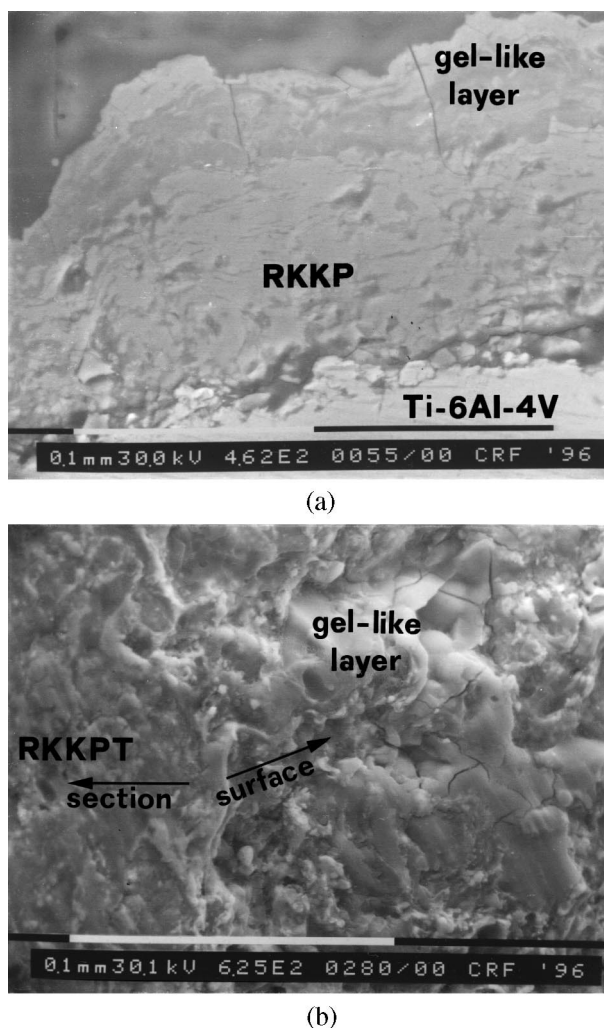 gel-like
layer
RKKP
Ti-6Al-4V
0.1mm30.0kV 4.62E2 0055/00 CRF '96
(a)
gel-like
layer
RKKPT
section
surface
0.1mm30.1kV 6.25E2 0280/00 CRF '96
(b)